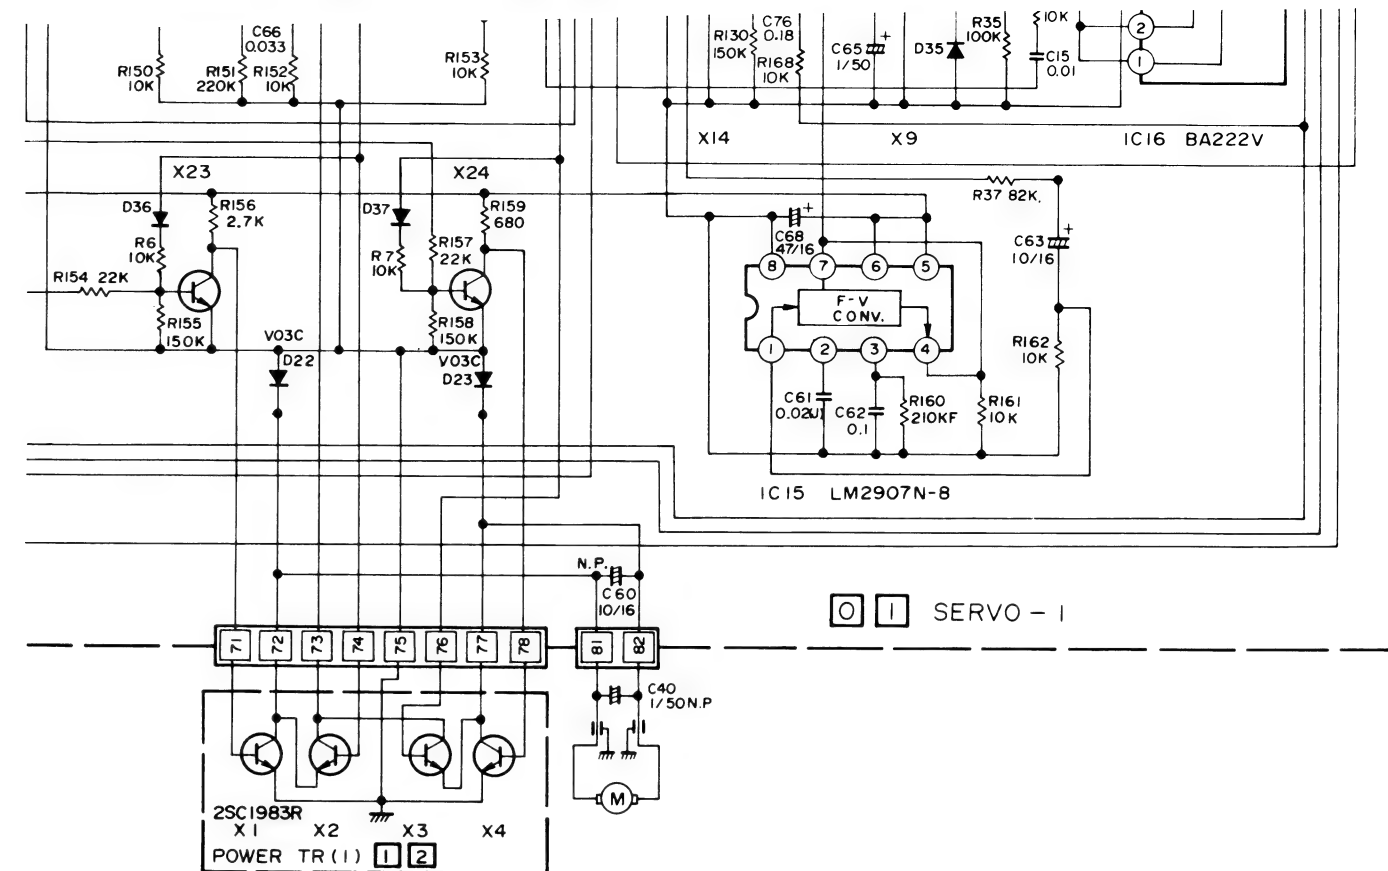 C66
0.033
R150
10K
R151
220K
R152
10K
R153
10K
R130
150K
C76
0.18
R168
10K
C65
1/50
+
D35
R35
100K
10K
C15
0.01
2
1
X14
X9
IC16 BA222V
X23
X24
D36
R156
2.7K
R6
10K
R154 22K
R155
150K
D37
R7
10K
R159
680
R157
22K
R158
150K
V03C
D22
V03C
D23
R37 82K.
C68
47/16
+
C63
10/16
+
8
7
6
5
F-V
CONV.
1
2
3
4
R162
10K
C61
C62
0.1
R160
210KF
R161
10K
IC15 LM2907N-8
N.P.
C60
10/16
0 1 SERVO-1
71
72
73
74
75
76
77
78
81
82
C40
1/50N.P
M
2SC1983R
X1
X2
X3
X4
POWER TR(1) 1 2